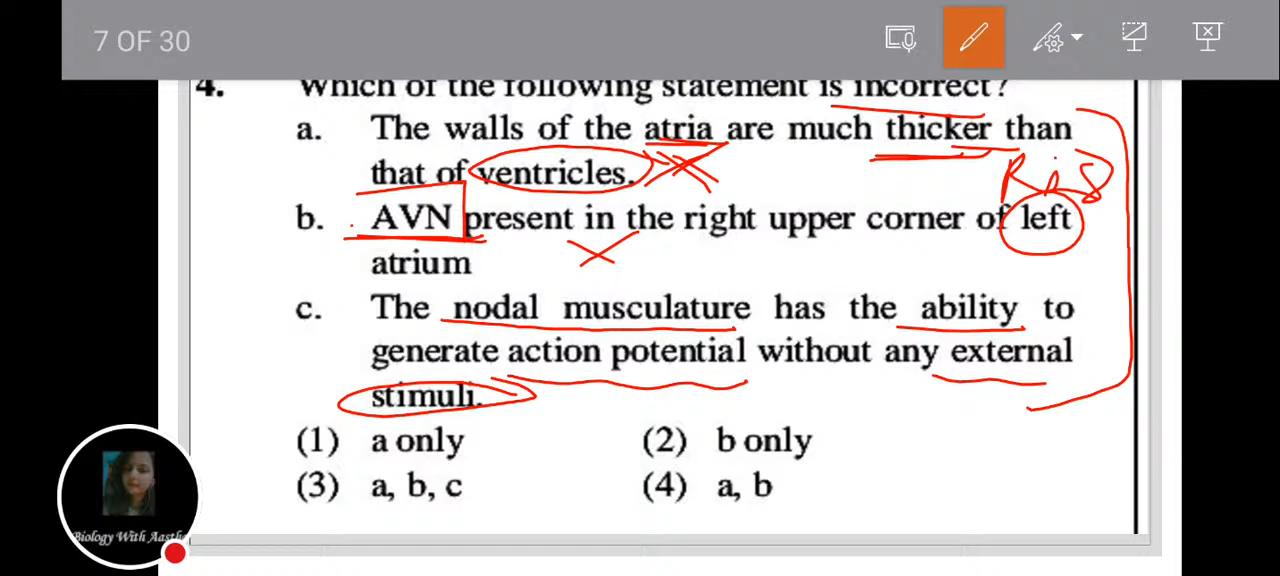 7 OF 30
4. Which of the following statement is incorrect?
a. The walls of the atria are much thicker than
that of ventricles.
Rig
b. AVN present in the right upper corner of left
atrium
c. The nodal musculature has the ability to
generate action potential without any external
stimuli.
(1) a only (2) b only
(3) a, b, c (4) a, b
Biology With Aastha